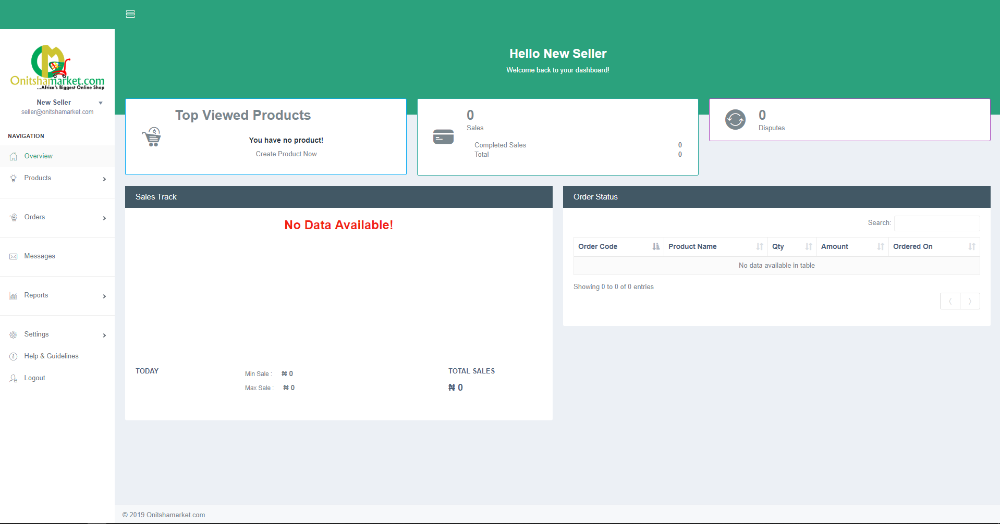 Hello New Seller
Welcome back to your dashboard!
Onitshamarket.com
...Africa's Biggest Online Shop
New Seller
seller@onitshamarket.com
NAVIGATION
Overview
Products
Orders
Messages
Reports
Settings
Help & Guidelines
Logout
Top Viewed Products
You have no product!
Create Product Now
0
Sales
Completed Sales 0
Total 0
0
Disputes
Sales Track
No Data Available!
TODAY
Min Sale : ₦ 0
Max Sale : ₦ 0
TOTAL SALES
₦ 0
Order Status
Search:
Order Code Product Name Qty Amount Ordered On
No data available in table
Showing 0 to 0 of 0 entries
© 2019 Onitshamarket.com